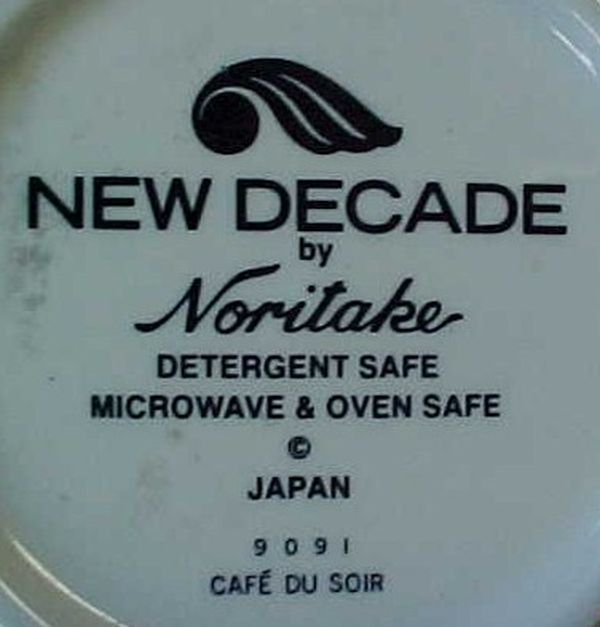 NEW DECADE
by
Noritake
DETERGENT SAFE
MICROWAVE & OVEN SAFE
©
JAPAN
9091
CAFÉ DU SOIR